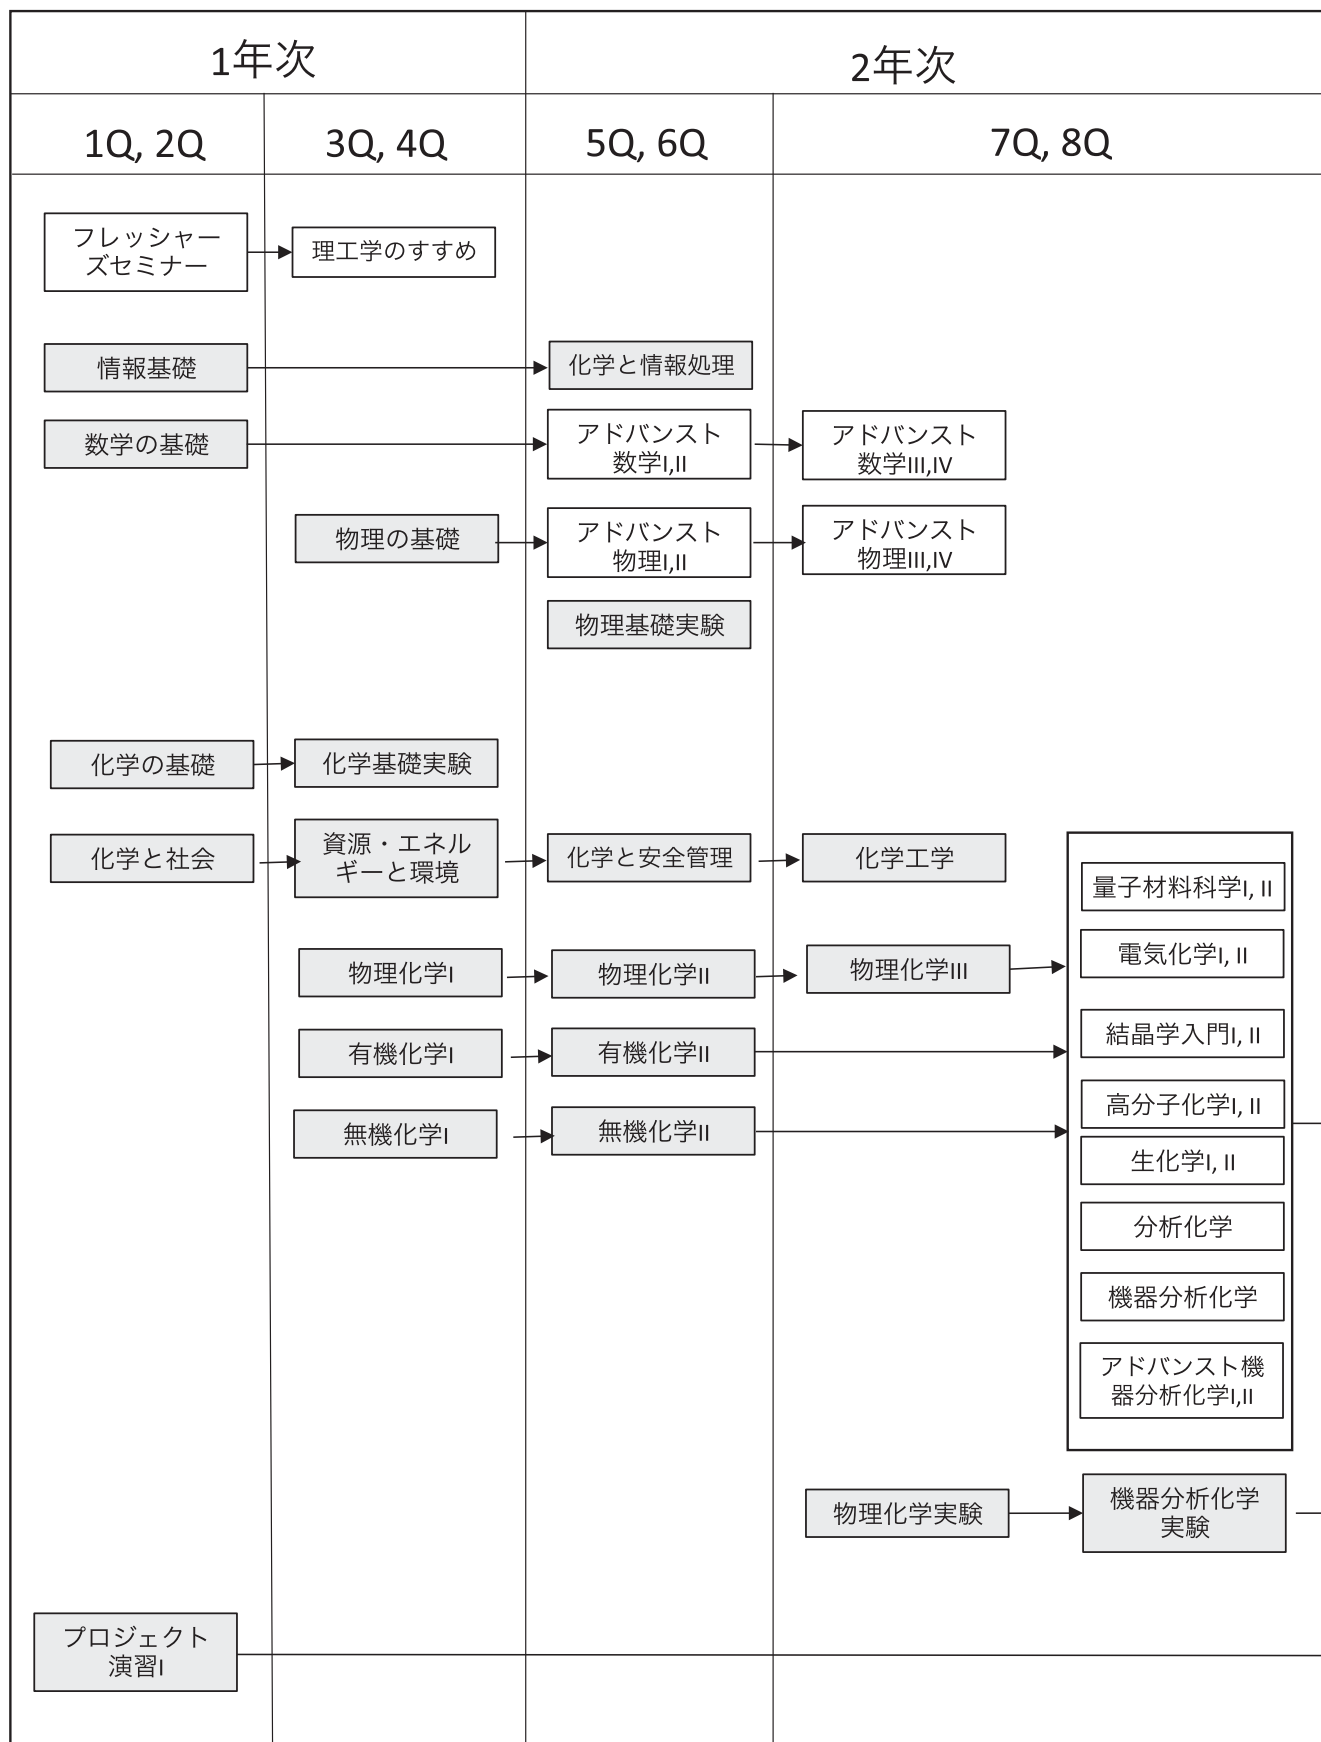 1年次
2年次
1Q, 2Q
3Q, 4Q
5Q, 6Q
7Q, 8Q
フレッシャー
ズセミナー
理工学のすすめ
情報基礎
化学と情報処理
数学の基礎
アドバンスト
数学I,II
アドバンスト
数学III,IV
物理の基礎
アドバンスト
物理I,II
アドバンスト
物理III,IV
物理基礎実験
化学の基礎
化学基礎実験
化学と社会
資源・エネル
ギーと環境
化学と安全管理
化学工学
量子材料科学I, II
物理化学I
物理化学II
物理化学III
電気化学I, II
有機化学I
有機化学II
結晶学入門I, II
無機化学I
無機化学II
高分子化学I, II
生化学I, II
分析化学
機器分析化学
アドバンスト機
器分析化学I,II
物理化学実験
機器分析化学
実験
プロジェクト
演習I